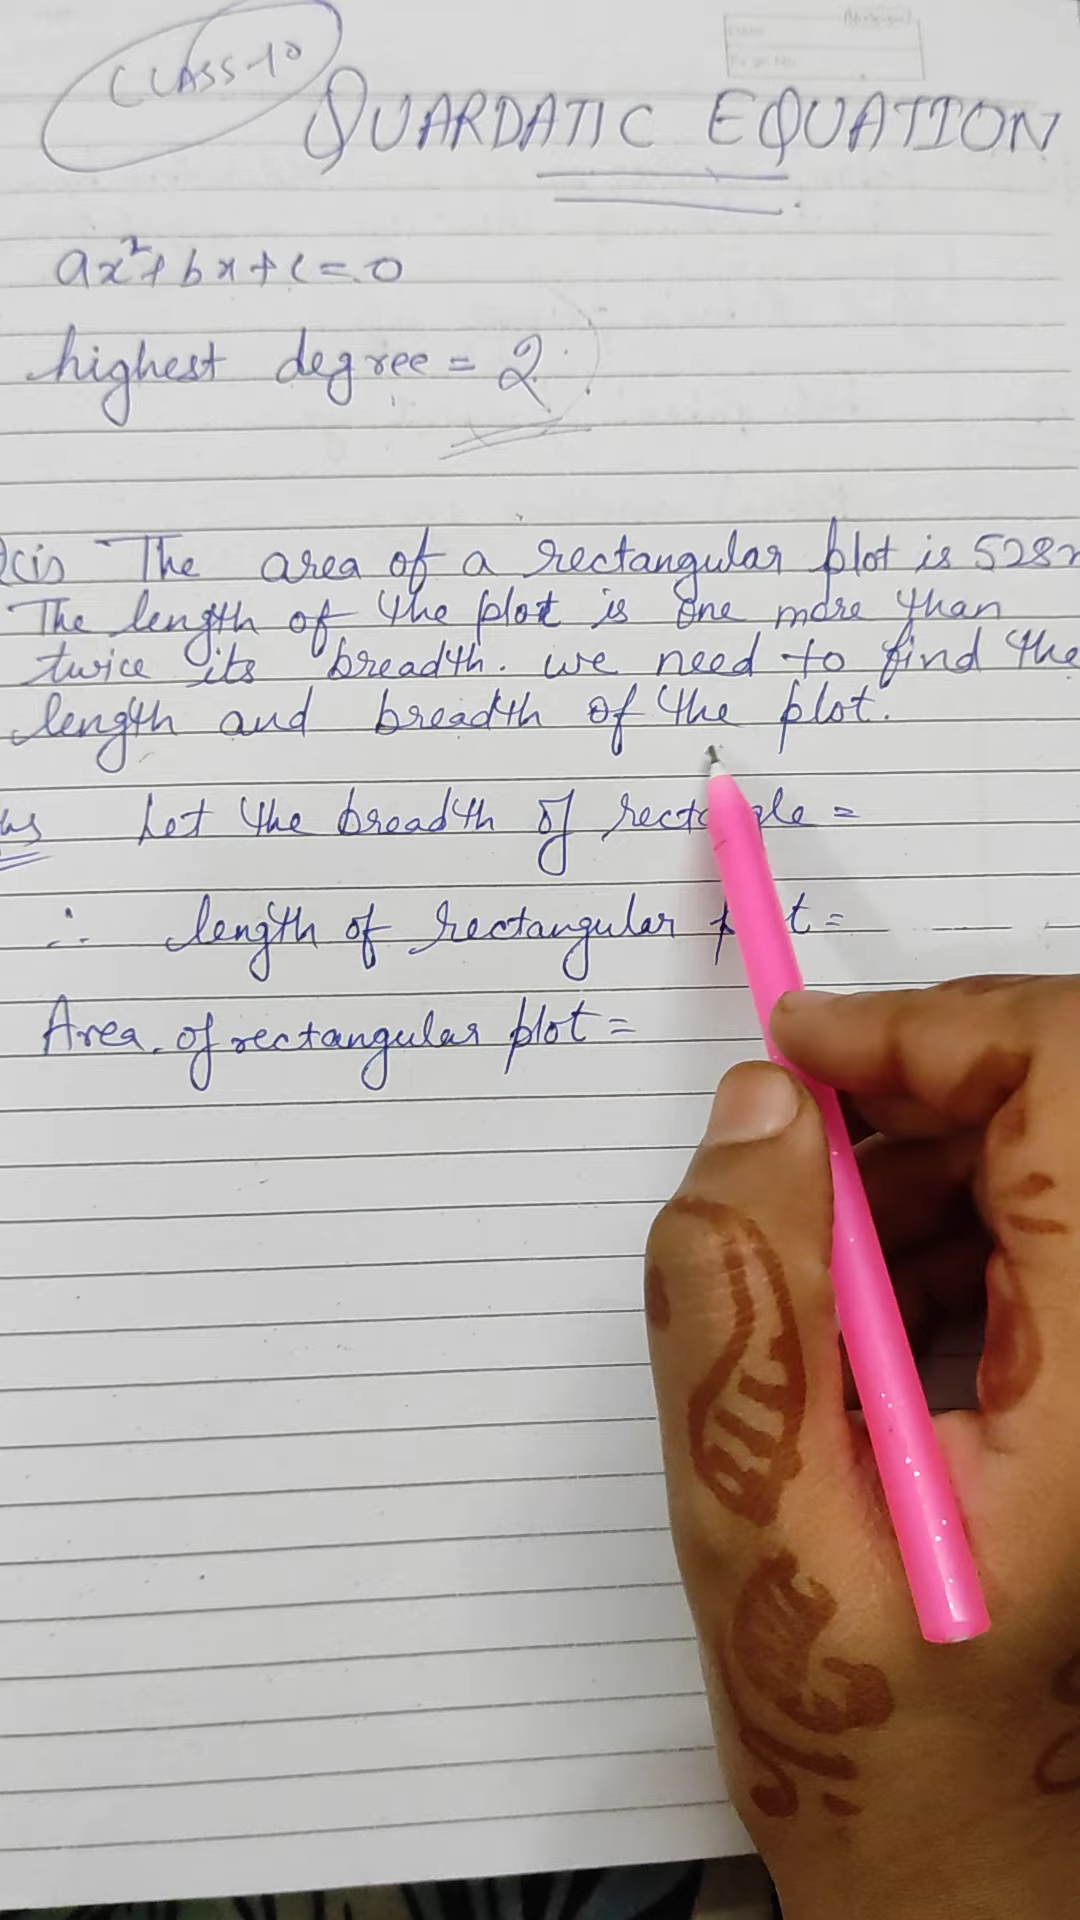 CLASS-10
QUARDATIC EQUATION
ax²+bx+c=0
highest degree = 2
(i) The area of a rectangular plot is 528
The length of the plot is one more than
twice its breadth. we need to find the
length and breadth of the plot.
Let the breadth of =
∴ length of rectangular =
Area of rectangular plot =